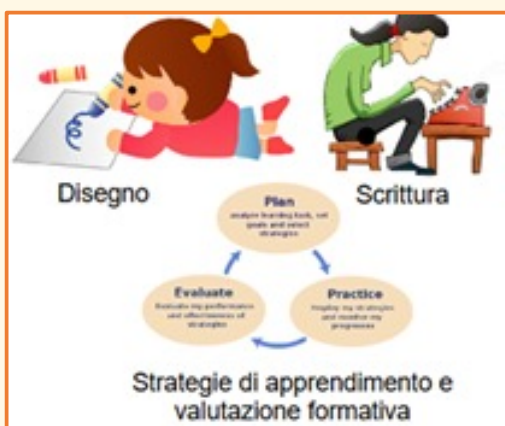 Disegno
Scrittura
Plan
analyze learning task, set
goals and select
strategies
Evaluate
Evaluate my performance
and effectiveness of
strategies
Practice
Employ my strategies
and monitor my
progress
Strategie di apprendimento e
valutazione formativa